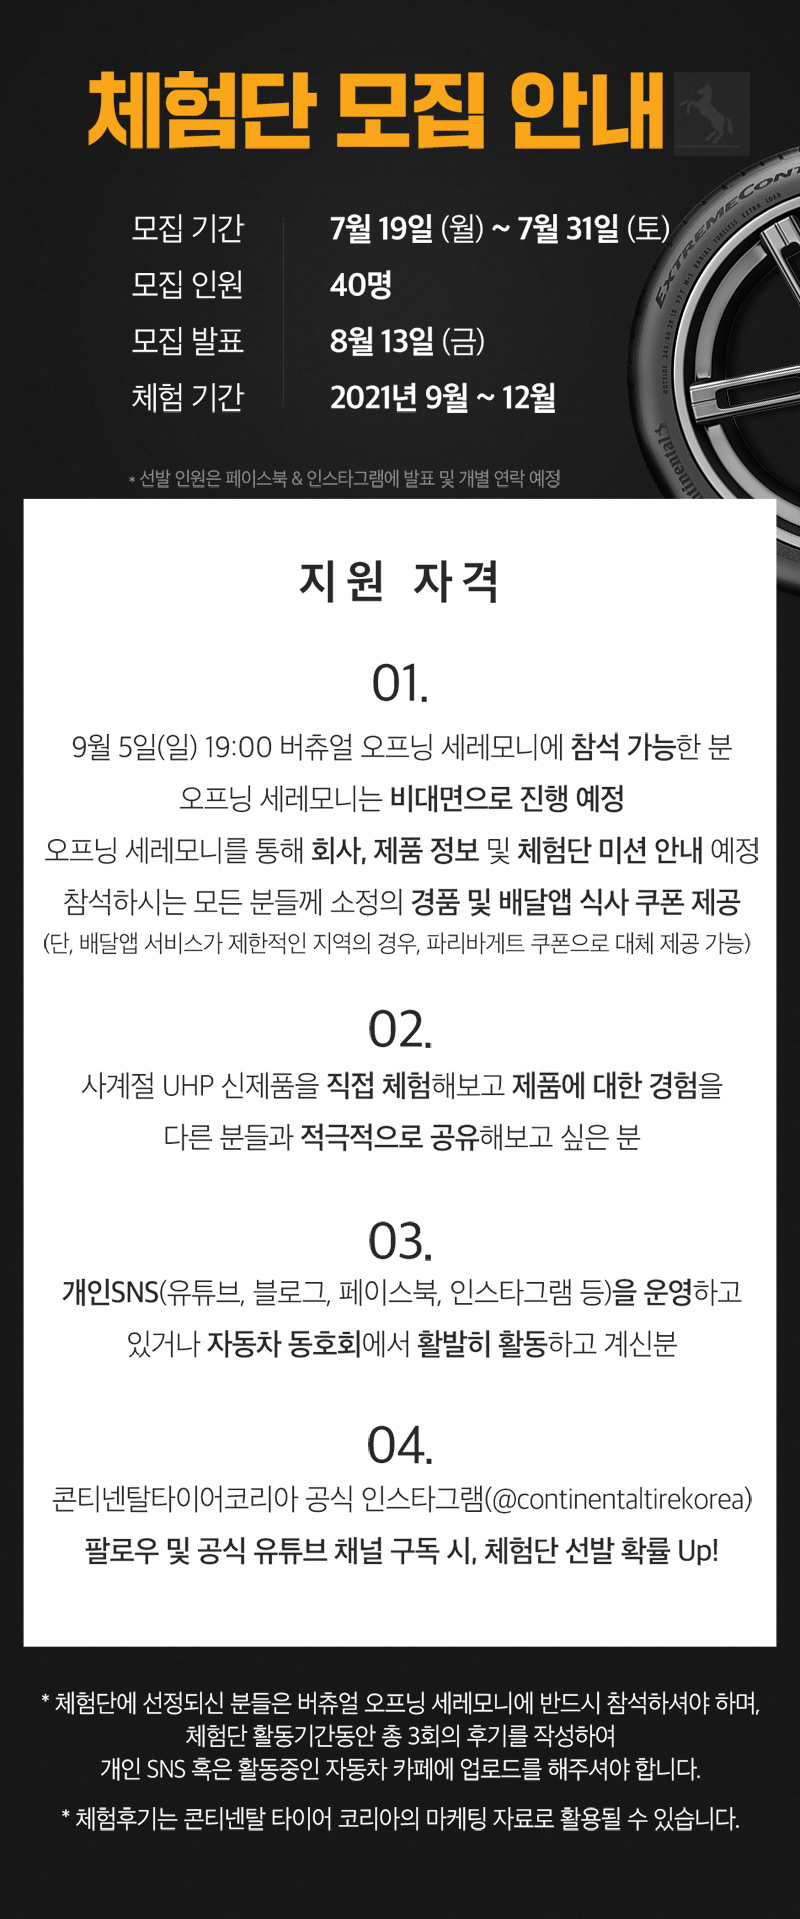 체험단 모집 안내
모집 기간 7월 19일 (월) ~ 7월 31일 (토)
모집 인원 40명
모집 발표 8월 13일 (금)
체험 기간 2021년 9월 ~ 12월
* 선발 인원은 페이스북 & 인스타그램에 발표 및 개별 연락 예정
EXTREMECONT
Continental
지원 자격
01.
9월 5일(일) 19:00 버츄얼 오프닝 세레모니에 참석 가능한 분
오프닝 세레모니는 비대면으로 진행 예정
오프닝 세레모니를 통해 회사, 제품 정보 및 체험단 미션 안내 예정
참석하시는 모든 분들께 소정의 경품 및 배달앱 식사 쿠폰 제공
(단, 배달앱 서비스가 제한적인 지역의 경우, 파리바게트 쿠폰으로 대체 제공 가능)
02.
사계절 UHP 신제품을 직접 체험해보고 제품에 대한 경험을
다른 분들과 적극적으로 공유해보고 싶은 분
03.
개인SNS(유튜브, 블로그, 페이스북, 인스타그램 등)을 운영하고
있거나 자동차 동호회에서 활발히 활동하고 계신분
04.
콘티넨탈타이어코리아 공식 인스타그램(@continentaltirekorea)
팔로우 및 공식 유튜브 채널 구독 시, 체험단 선발 확률 Up!
* 체험단에 선정되신 분들은 버츄얼 오프닝 세레모니에 반드시 참석하셔야 하며,
체험단 활동기간동안 총 3회의 후기를 작성하여
개인 SNS 혹은 활동중인 자동차 카페에 업로드를 해주셔야 합니다.
* 체험후기는 콘티넨탈 타이어 코리아의 마케팅 자료로 활용될 수 있습니다.